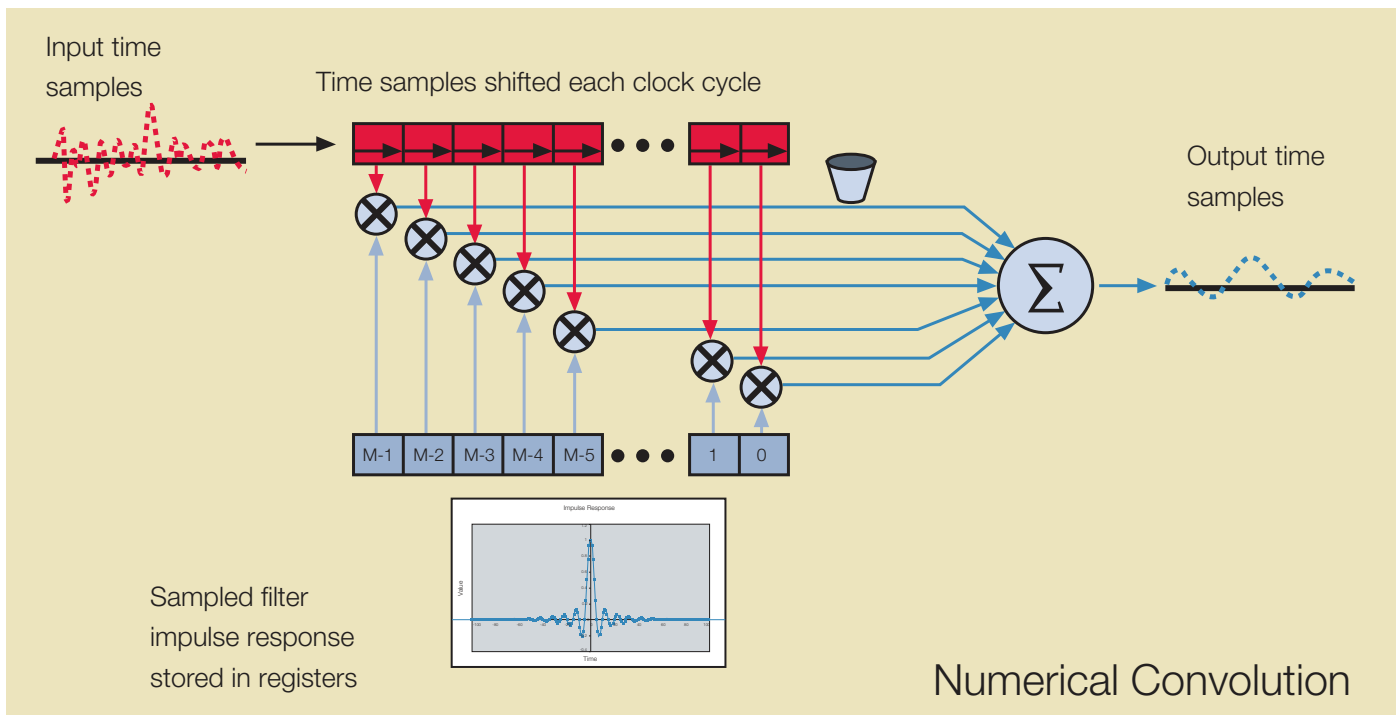 Input time
samples
Time samples shifted each clock cycle
Output time
samples
Σ
M-1 M-2 M-3 M-4 M-5 1 0
Impulse Response
Value
Time
Sampled filter
impulse response
stored in registers
Numerical Convolution